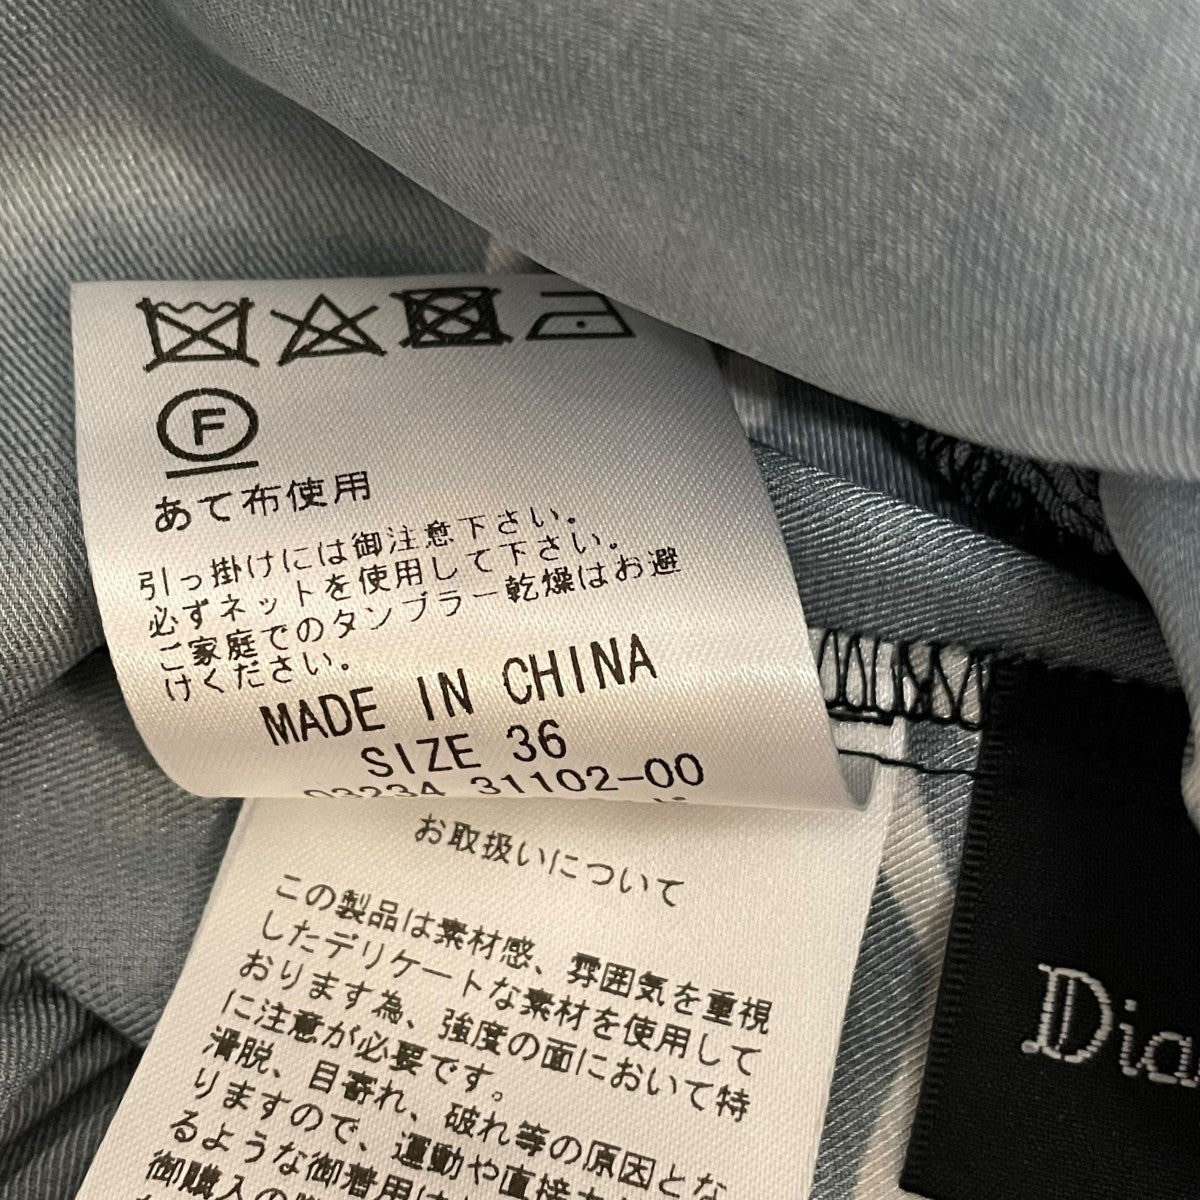 F
あて布使用
引っ掛けには御注意下さい。
必ずネットを使用して下さい。
ご家庭でのタンブラー乾燥はお避
けください。
MADE IN CHINA
SIZE 36
03234 31102-00
お取扱いについて
この製品は素材感、雰囲気を重視
したデリケートな素材を使用して
おります為、強度の面において特
に注意が必要です。
滑脱、目寄れ、破れ等の原因とな
りますので、運動や直接
るような御着用は
御購入の
Dia